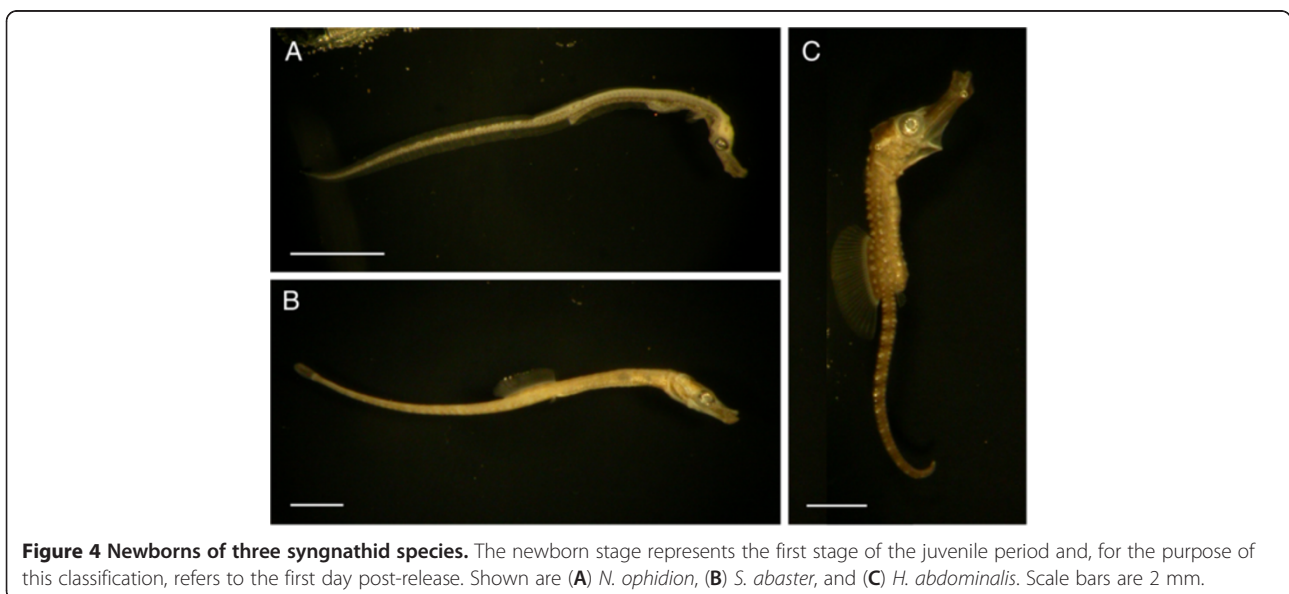 A
B
C
Figure 4 Newborns of three syngnathid species. The newborn stage represents the first stage of the juvenile period and, for the purpose of
this classification, refers to the first day post-release. Shown are (A) N. ophidion, (B) S. abaster, and (C) H. abdominalis. Scale bars are 2 mm.